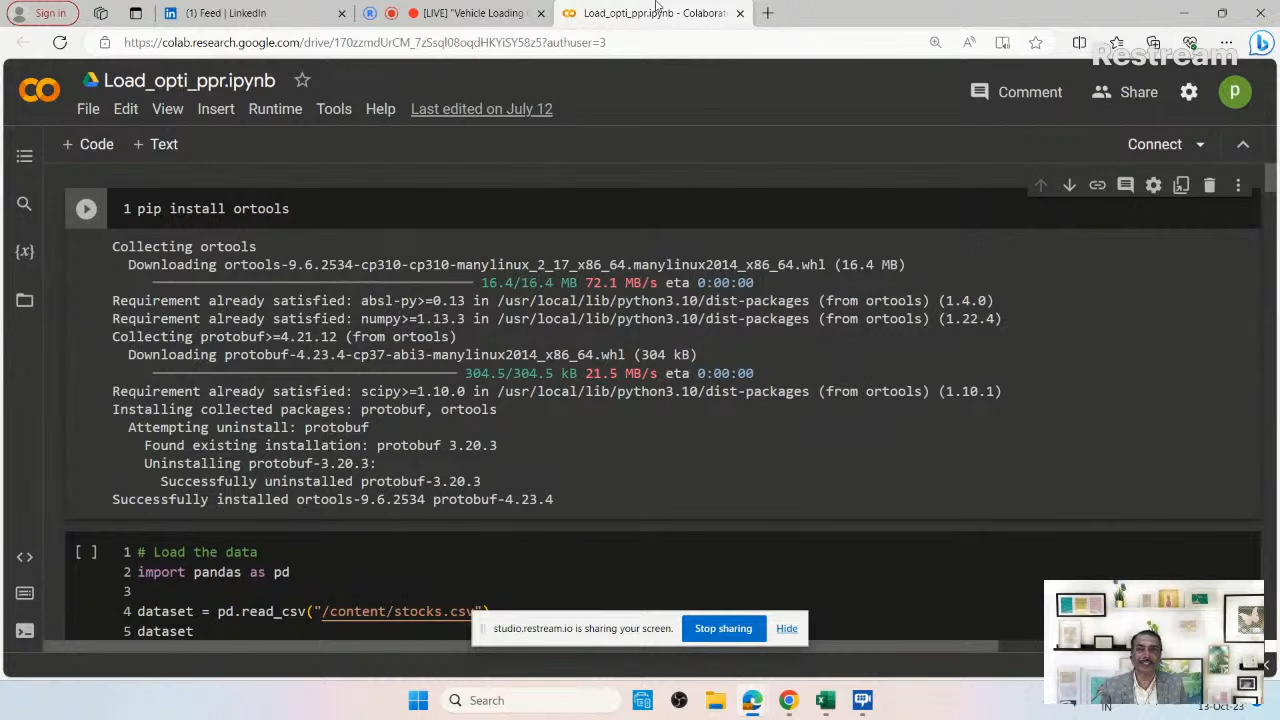 Sign in
(1) Feed | LinkedIn
[LIVE] "Vehicle Loading
Load_opti_ppr.ipynb - Colaborat
https://colab.research.google.com/drive/170zzmdUrCM_7zSsql08oqdHKYiSY58z5?authuser=3
Restream
Load_opti_ppr.ipynb
File Edit View Insert Runtime Tools Help Last edited on July 12
Comment Share P
+ Code + Text
Connect
1 pip install ortools
Collecting ortools
Downloading ortools-9.6.2534-cp310-cp310-manylinux_2_17_x86_64.manylinux2014_x86_64.whl (16.4 MB)
16.4/16.4 MB 72.1 MB/s eta 0:00:00
Requirement already satisfied: absl-py>=0.13 in /usr/local/lib/python3.10/dist-packages (from ortools) (1.4.0)
Requirement already satisfied: numpy>=1.13.3 in /usr/local/lib/python3.10/dist-packages (from ortools) (1.22.4)
Collecting protobuf>=4.21.12 (from ortools)
Downloading protobuf-4.23.4-cp37-abi3-manylinux2014_x86_64.whl (304 kB)
304.5/304.5 kB 21.5 MB/s eta 0:00:00
Requirement already satisfied: scipy>=1.10.0 in /usr/local/lib/python3.10/dist-packages (from ortools) (1.10.1)
Installing collected packages: protobuf, ortools
Attempting uninstall: protobuf
Found existing installation: protobuf 3.20.3
Uninstalling protobuf-3.20.3:
Successfully uninstalled protobuf-3.20.3
Successfully installed ortools-9.6.2534 protobuf-4.23.4
[ ] 1 # Load the data
2 import pandas as pd
3
4 dataset = pd.read_csv("/content/stocks.csv")
5 dataset
studio.restream.io is sharing your screen. Stop sharing Hide
Search
IN
13-Oct-23